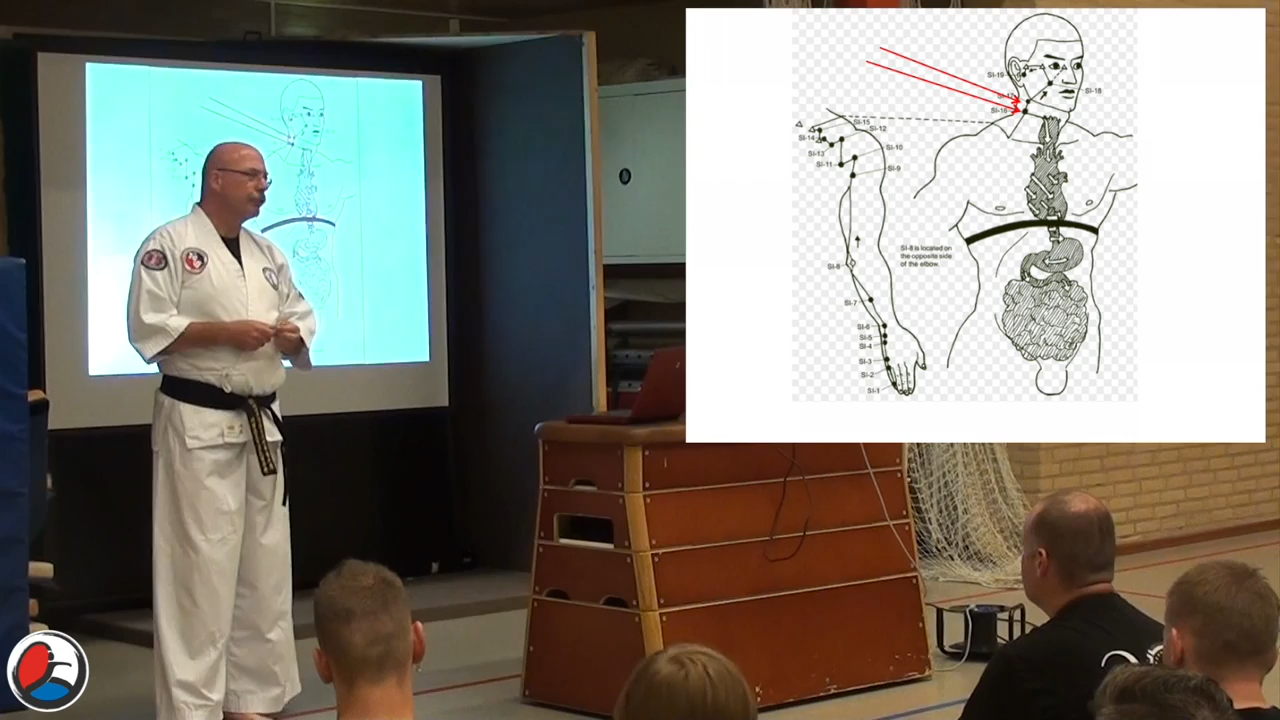 SI-19
SI-18
SI-17
SI-16
SI-15
SI-12
SI-14
SI-13
SI-10
SI-11
SI-9
SI-8 is located on
the opposite side
of the elbow.
SI-8
SI-7
SI-6
SI-5
SI-4
SI-3
SI-2
SI-1